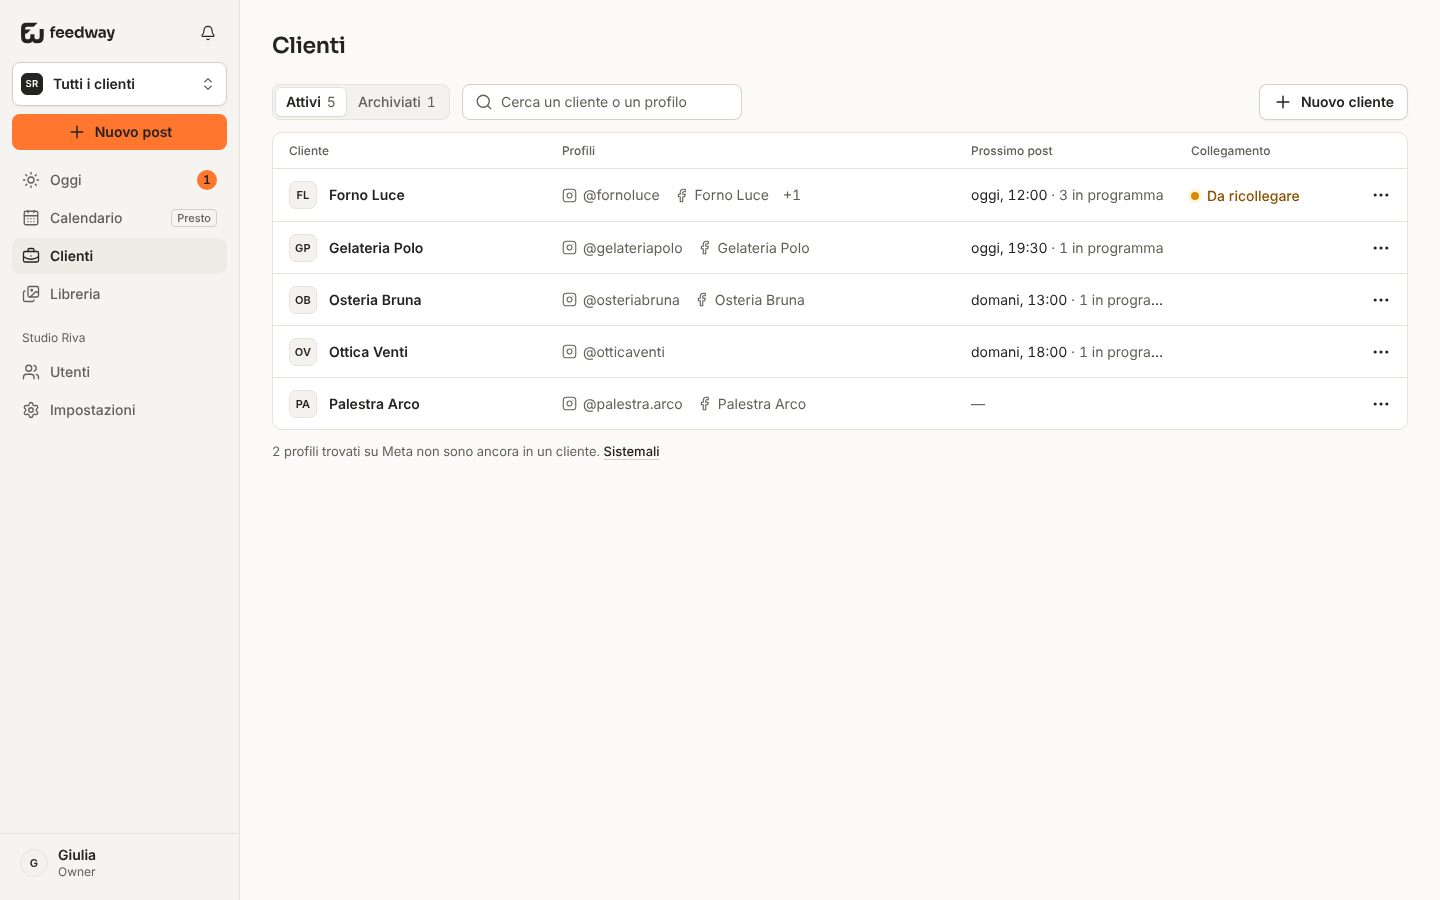 feedway
SR Tutti i clienti
Nuovo post
Oggi 1
Calendario Presto
Clienti
Libreria
Studio Riva
Utenti
Impostazioni
G Giulia
Owner
Clienti
Attivi 5 Archiviati 1 Cerca un cliente o un profilo Nuovo cliente
Cliente Profili Prossimo post Collegamento
FL Forno Luce @fornoluce Forno Luce +1 oggi, 12:00 · 3 in programma Da ricollegare
GP Gelateria Polo @gelateriapolo Gelateria Polo oggi, 19:30 · 1 in programma
OB Osteria Bruna @osteriabruna Osteria Bruna domani, 13:00 · 1 in progra...
OV Ottica Venti @otticaventi domani, 18:00 · 1 in progra...
PA Palestra Arco @palestra.arco Palestra Arco —
2 profili trovati su Meta non sono ancora in un cliente. Sistemali